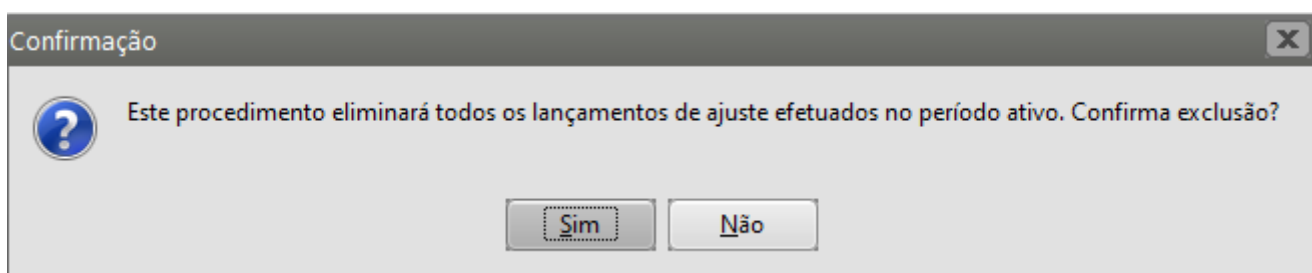 Confirmação
Este procedimento eliminará todos os lançamentos de ajuste efetuados no período ativo. Confirma exclusão?
Sim
Não